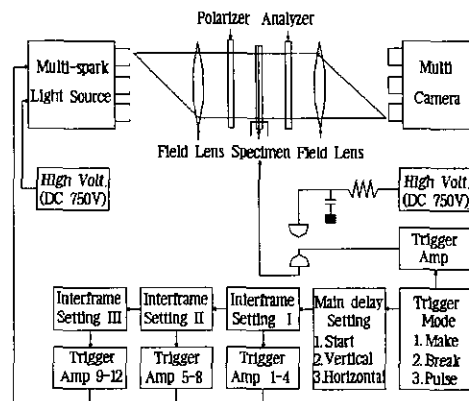 Polarizer Analyzer
Multi-spark
Light Source
Multi
Camera
Field Lens Specimen Field Lens
High Volt.
(DC 750V)
High Volt.
(DC 750V)
Trigger
Amp
Interframe
Setting III
Interframe
Setting II
Interframe
Setting I
Main delay
Setting
1. Start
2. Vertical
3. Horizontal
Trigger
Mode
1. Make
2. Break
3. Pulse
Trigger
Amp 9-12
Trigger
Amp 5-8
Trigger
Amp 1-4